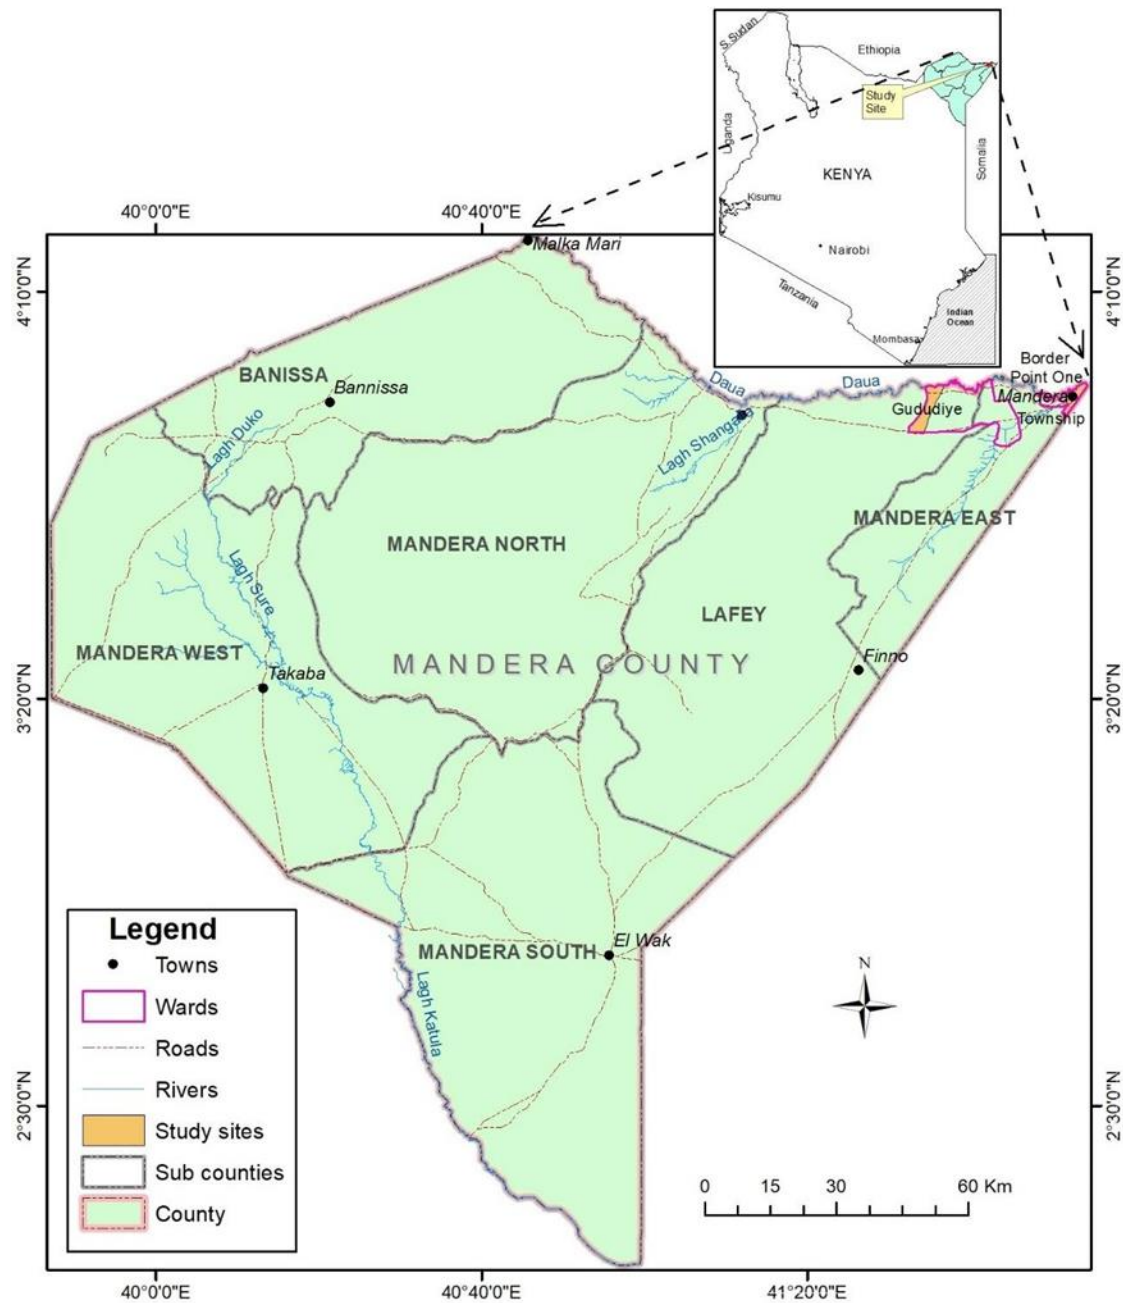 S.Sudan
Ethiopia
Study
Site
Uganda
Somalia
KENYA
Kisumu
Nairobi
Tanzania
Indian
Ocean
Mombasa
40°0'0"E
40°40'0"E
4°10'0"N
4°10'0"N
Malka Mari
Border
Point One
Mandera
Township
BANISSA
Bannissa
Daua
Daua
Gududiye
Lagh Duko
Lagh Shangan
MANDERA EAST
MANDERA NORTH
Lagh Sure
LAFEY
MANDERA WEST
MANDERA COUNTY
Finno
Takaba
3°20'0"N
3°20'0"N
El Wak
MANDERA SOUTH
Lagh Katula
N
2°30'0"N
2°30'0"N
Legend
Towns
Wards
Roads
Rivers
Study sites
Sub counties
County
0 15 30 60 Km
40°0'0"E
40°40'0"E
41°20'0"E